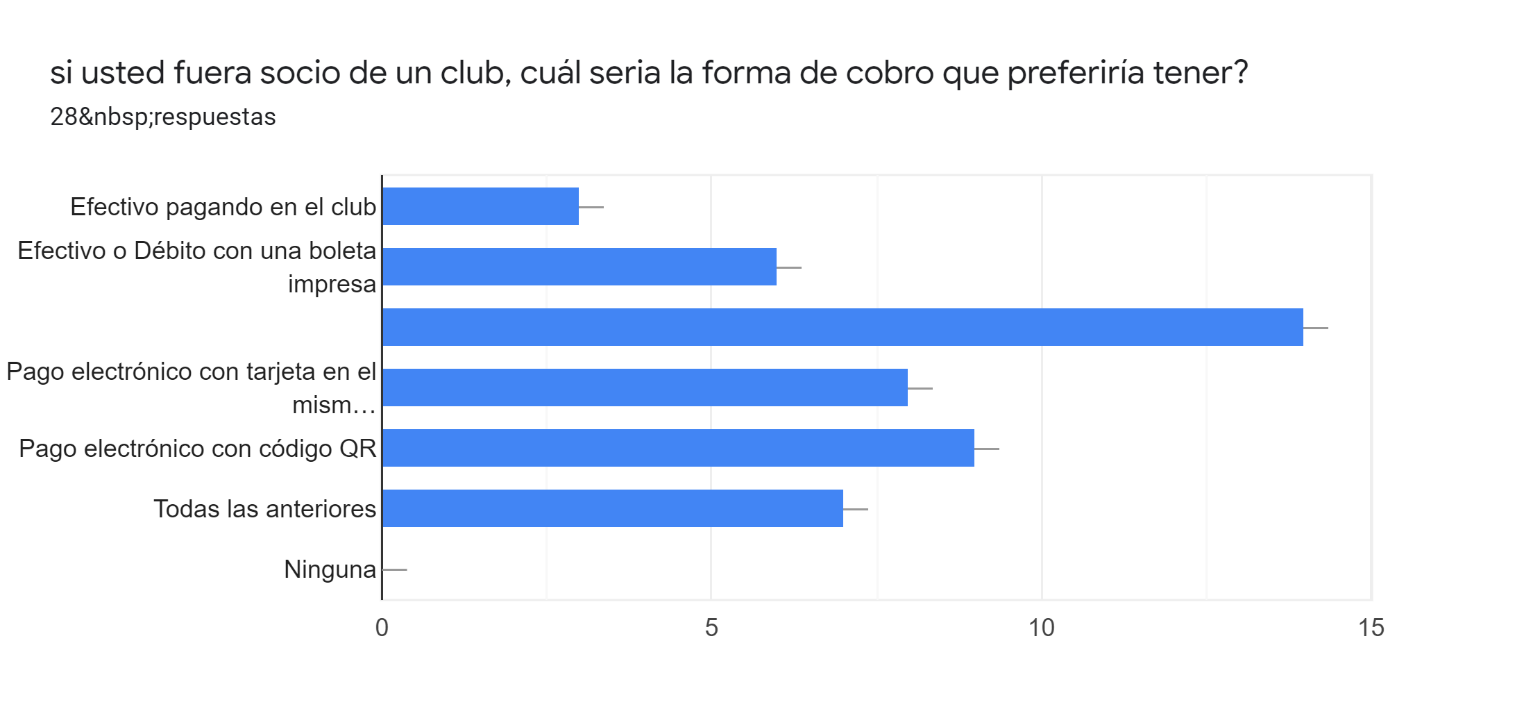 si usted fuera socio de un club, cuál seria la forma de cobro que preferiría tener?
28&nbsp;respuestas
Efectivo pagando en el club
Efectivo o Débito con una boleta
impresa
Pago electrónico con tarjeta en el
mism…
Pago electrónico con código QR
Todas las anteriores
Ninguna
0
5
10
15